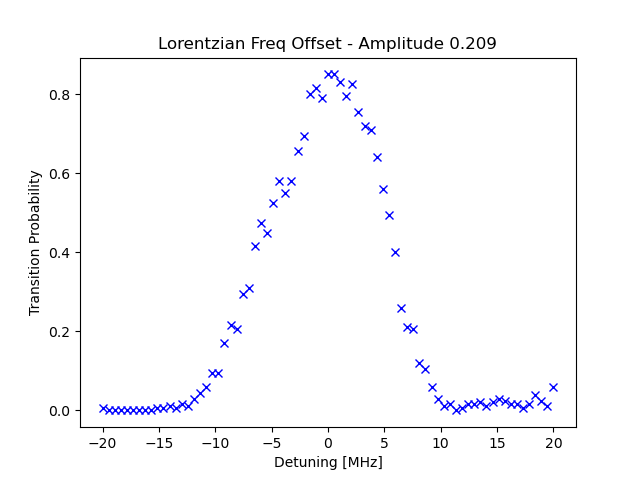 Lorentzian Freq Offset - Amplitude 0.209
0.8
0.6
0.4
0.2
0.0
Transition Probability
−20 −15 −10 −5 0 5 10 15 20
Detuning [MHz]